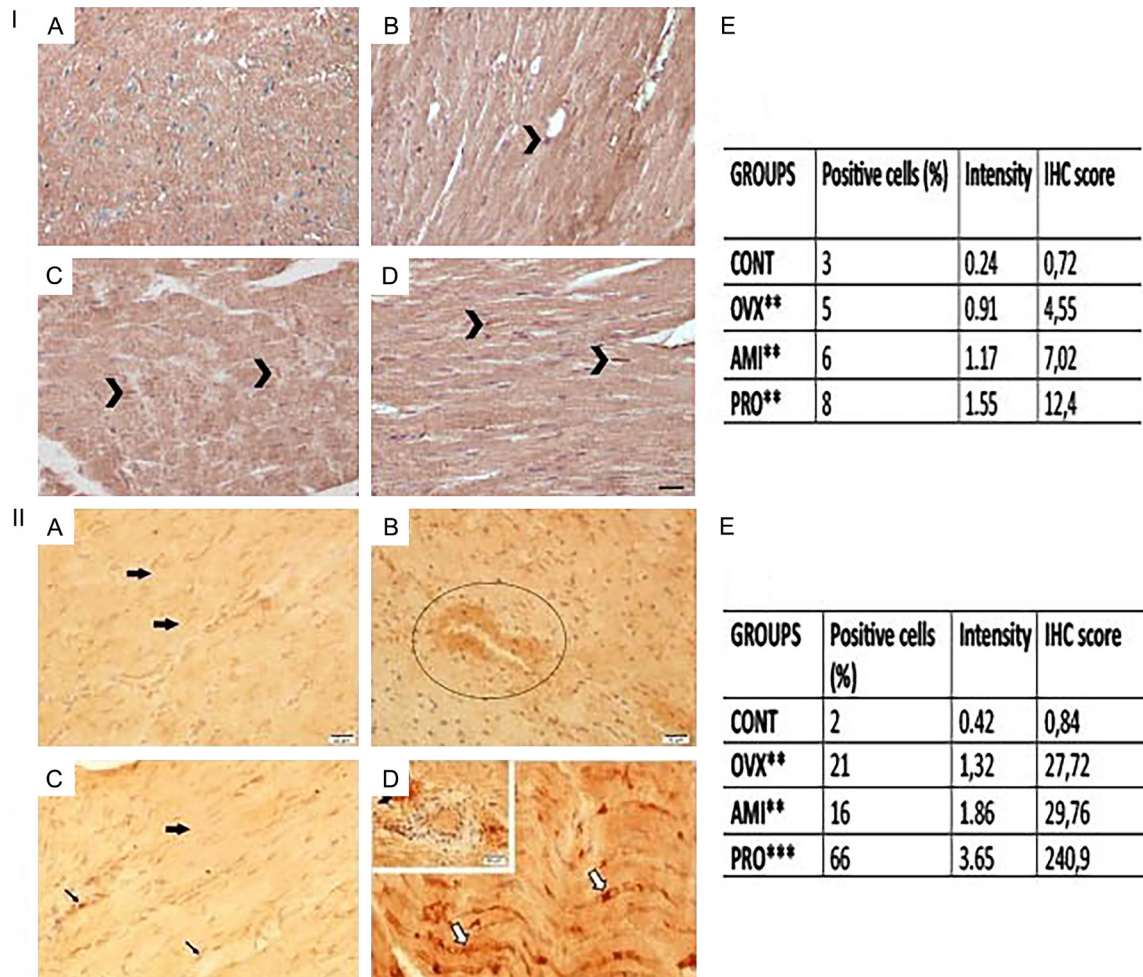 I
A
B
E
C
D
GROUPS Positive cells (%) Intensity IHC score
CONT 3 0.24 0,72
OVX** 5 0.91 4,55
AMI** 6 1.17 7,02
PRO** 8 1.55 12,4
II
A
B
E
C
D
GROUPS Positive cells (%) Intensity IHC score
CONT 2 0.42 0,84
OVX** 21 1,32 27,72
AMI** 16 1.86 29,76
PRO*** 66 3.65 240,9